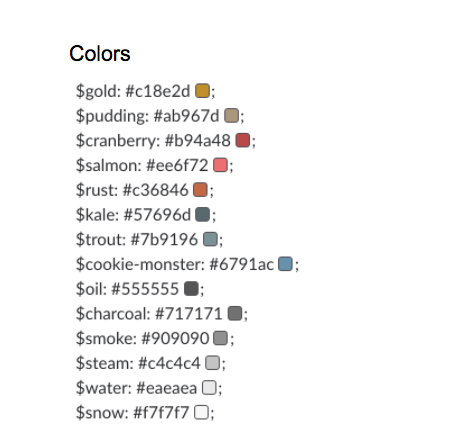 Colors
$gold: #c18e2d ;
$pudding: #ab967d ;
$cranberry: #b94a48 ;
$salmon: #ee6f72 ;
$rust: #c36846 ;
$kale: #57696d ;
$trout: #7b9196 ;
$cookie-monster: #6791ac ;
$oil: #555555 ;
$charcoal: #717171 ;
$smoke: #909090 ;
$steam: #c4c4c4 ;
$water: #eaeaea ;
$snow: #f7f7f7 ;